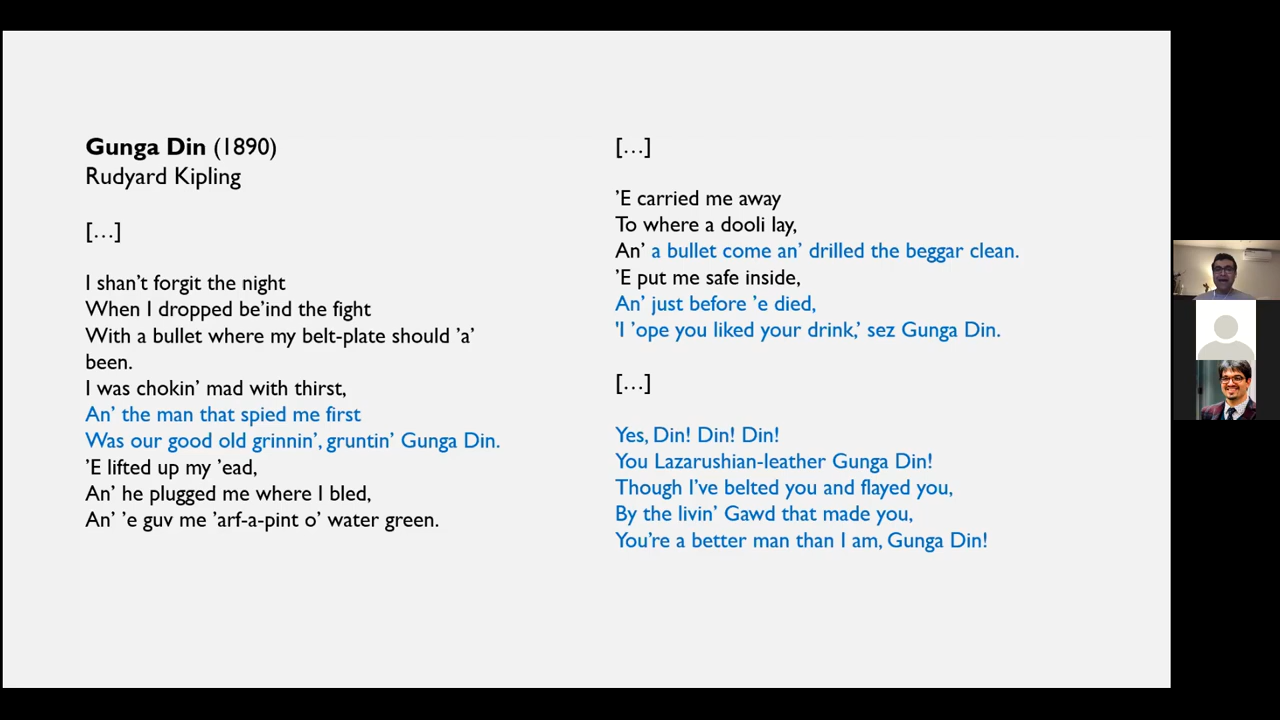 Gunga Din (1890)
Rudyard Kipling
[…]
I shan’t forgit the night
When I dropped be’ind the fight
With a bullet where my belt-plate should ’a’
been.
I was chokin’ mad with thirst,
An’ the man that spied me first
Was our good old grinnin’, gruntin’ Gunga Din.
’E lifted up my ’ead,
An’ he plugged me where I bled,
An’ ’e guv me ’arf-a-pint o’ water green.
[…]
’E carried me away
To where a dooli lay,
An’ a bullet come an’ drilled the beggar clean.
’E put me safe inside,
An’ just before ’e died,
'I ’ope you liked your drink,’ sez Gunga Din.
[…]
Yes, Din! Din! Din!
You Lazarushian-leather Gunga Din!
Though I’ve belted you and flayed you,
By the livin’ Gawd that made you,
You’re a better man than I am, Gunga Din!